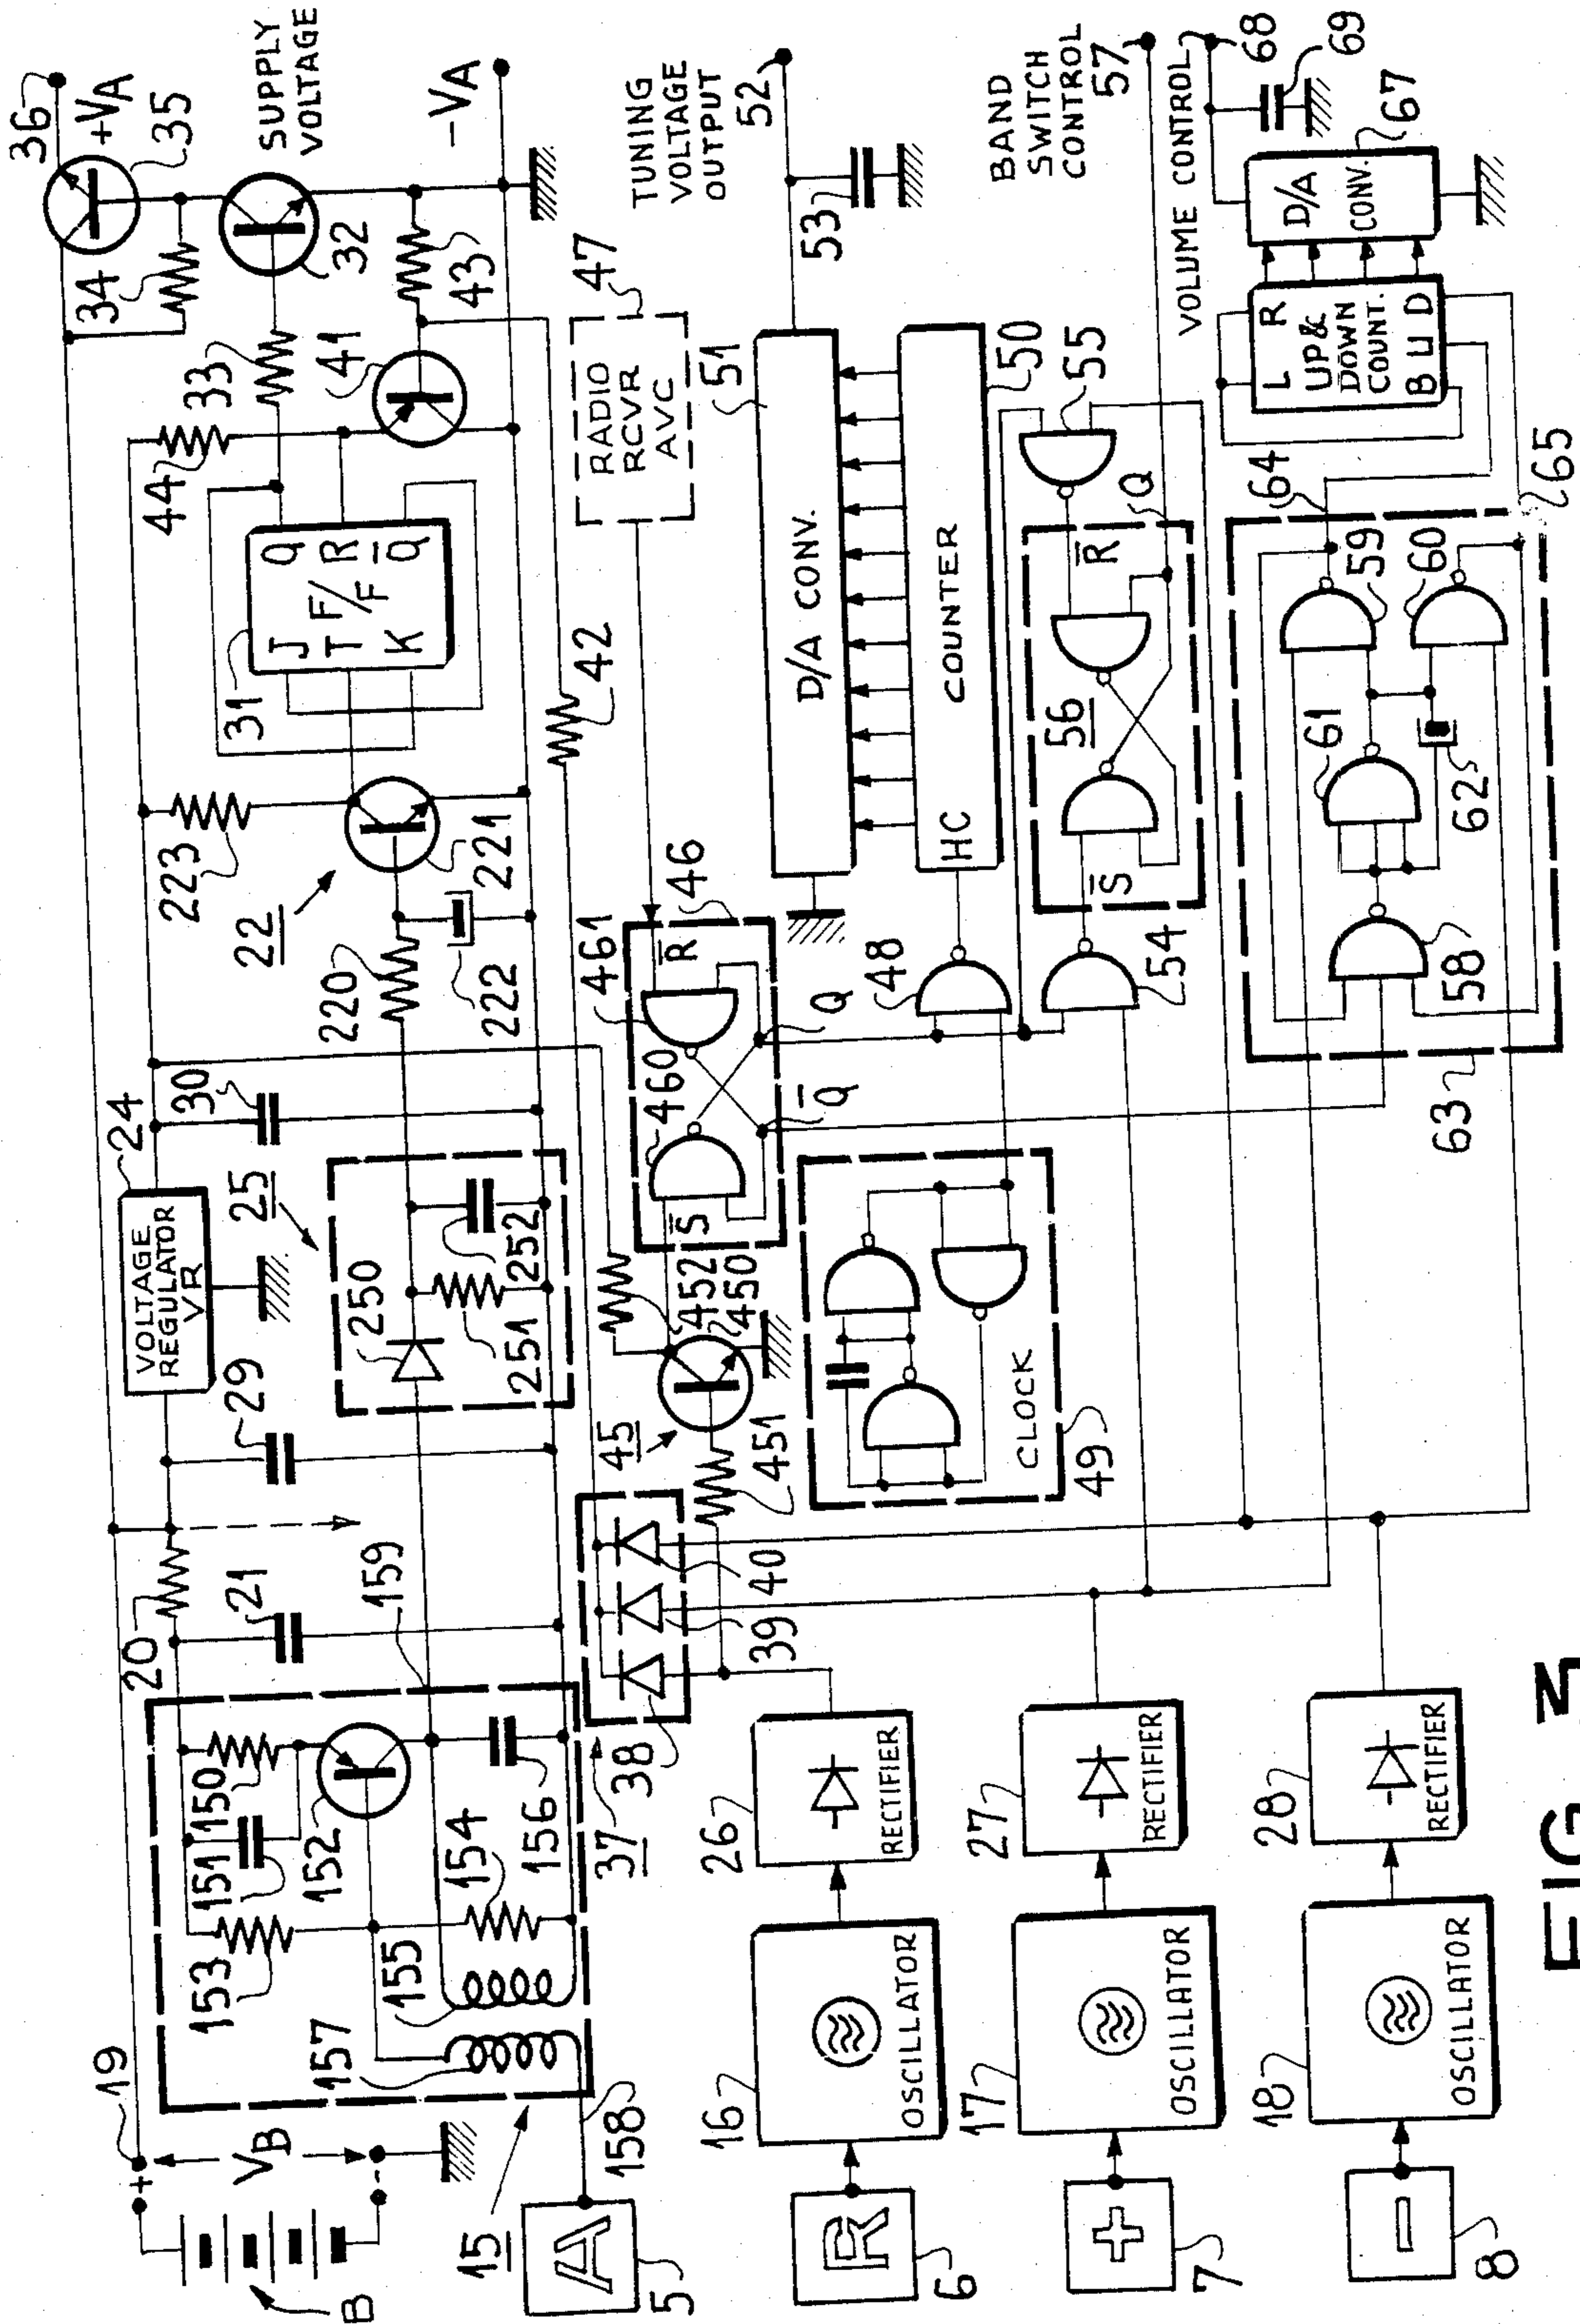 19
B
+
VB
-
15
A
5
158
153
151
150
152
157
155
154
156
159
20
21
29
VOLTAGE
REGULATOR
VR
24
30
25
250
251
252
220
22
223
222
221
31
J
T
K
F/F
Q
R
Q̅
44
33
34
41
32
43
42
36
+VA
35
SUPPLY
VOLTAGE
-VA
37
38
39
40
45
451
452
450
460
461
46
S̅
R̅
Q
Q̅
RADIO
RCVR
AVC
47
TUNING
VOLTAGE
OUTPUT
52
53
51
D/A CONV.
HC
COUNTER
50
CLOCK
49
48
54
55
56
S̅
R̅
Q
BAND
SWITCH
CONTROL
57
R
6
16
OSCILLATOR
26
RECTIFIER
+
7
17
OSCILLATOR
27
RECTIFIER
−
8
18
OSCILLATOR
28
RECTIFIER
63
58
61
62
59
60
64
65
L R
UP&
DOWN
COUNT.
B U D
D/A
CONV.
67
VOLUME CONTROL
68
69